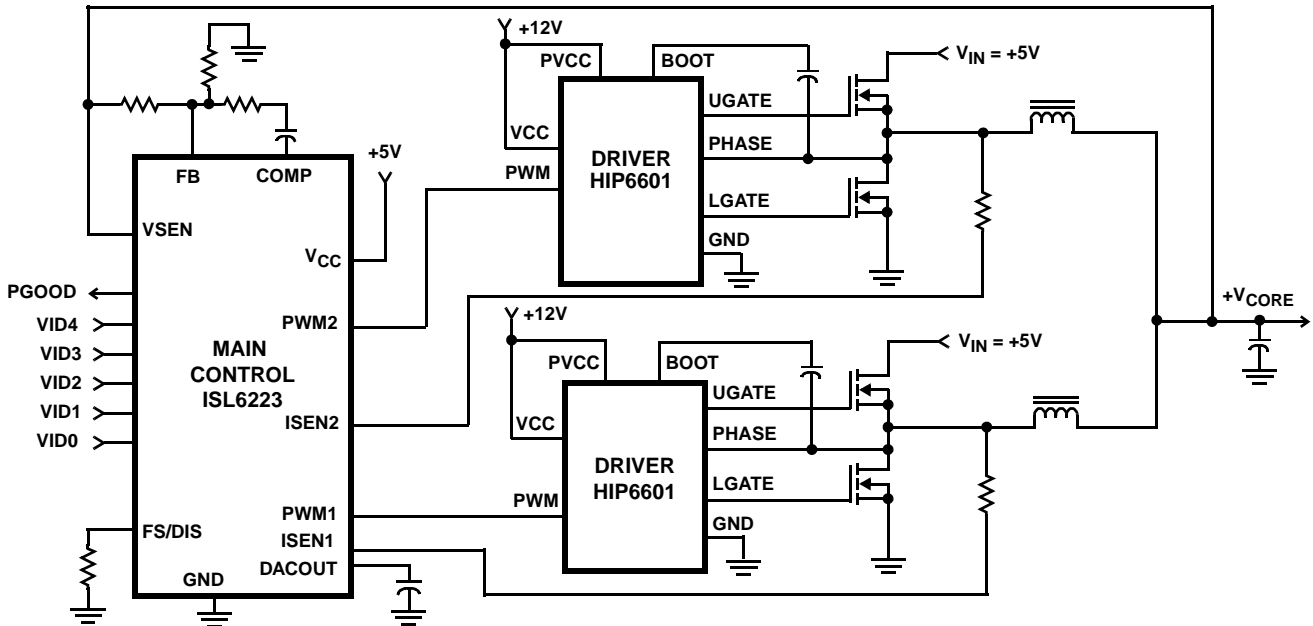 +12V
PVCC
BOOT
V_IN = +5V
UGATE
VCC
DRIVER
HIP6601
PHASE
PWM
LGATE
GND
+5V
FB
COMP
VSEN
V_CC
PGOOD
VID4
VID3
VID2
VID1
VID0
MAIN
CONTROL
ISL6223
PWM2
ISEN2
PWM1
ISEN1
DACOUT
FS/DIS
GND
+12V
PVCC
BOOT
V_IN = +5V
UGATE
VCC
PHASE
DRIVER
HIP6601
LGATE
PWM
GND
+V_CORE